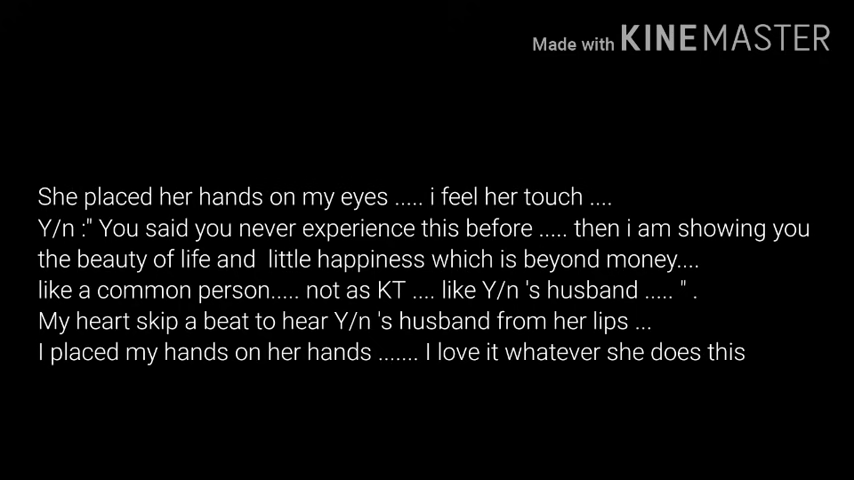 Made with KINEMASTER
She placed her hands on my eyes ..... i feel her touch ....
Y/n :" You said you never experience this before ..... then i am showing you
the beauty of life and  little happiness which is beyond money....
like a common person..... not as KT .... like Y/n 's husband ..... " .
My heart skip a beat to hear Y/n 's husband from her lips ...
I placed my hands on her hands ....... I love it whatever she does this